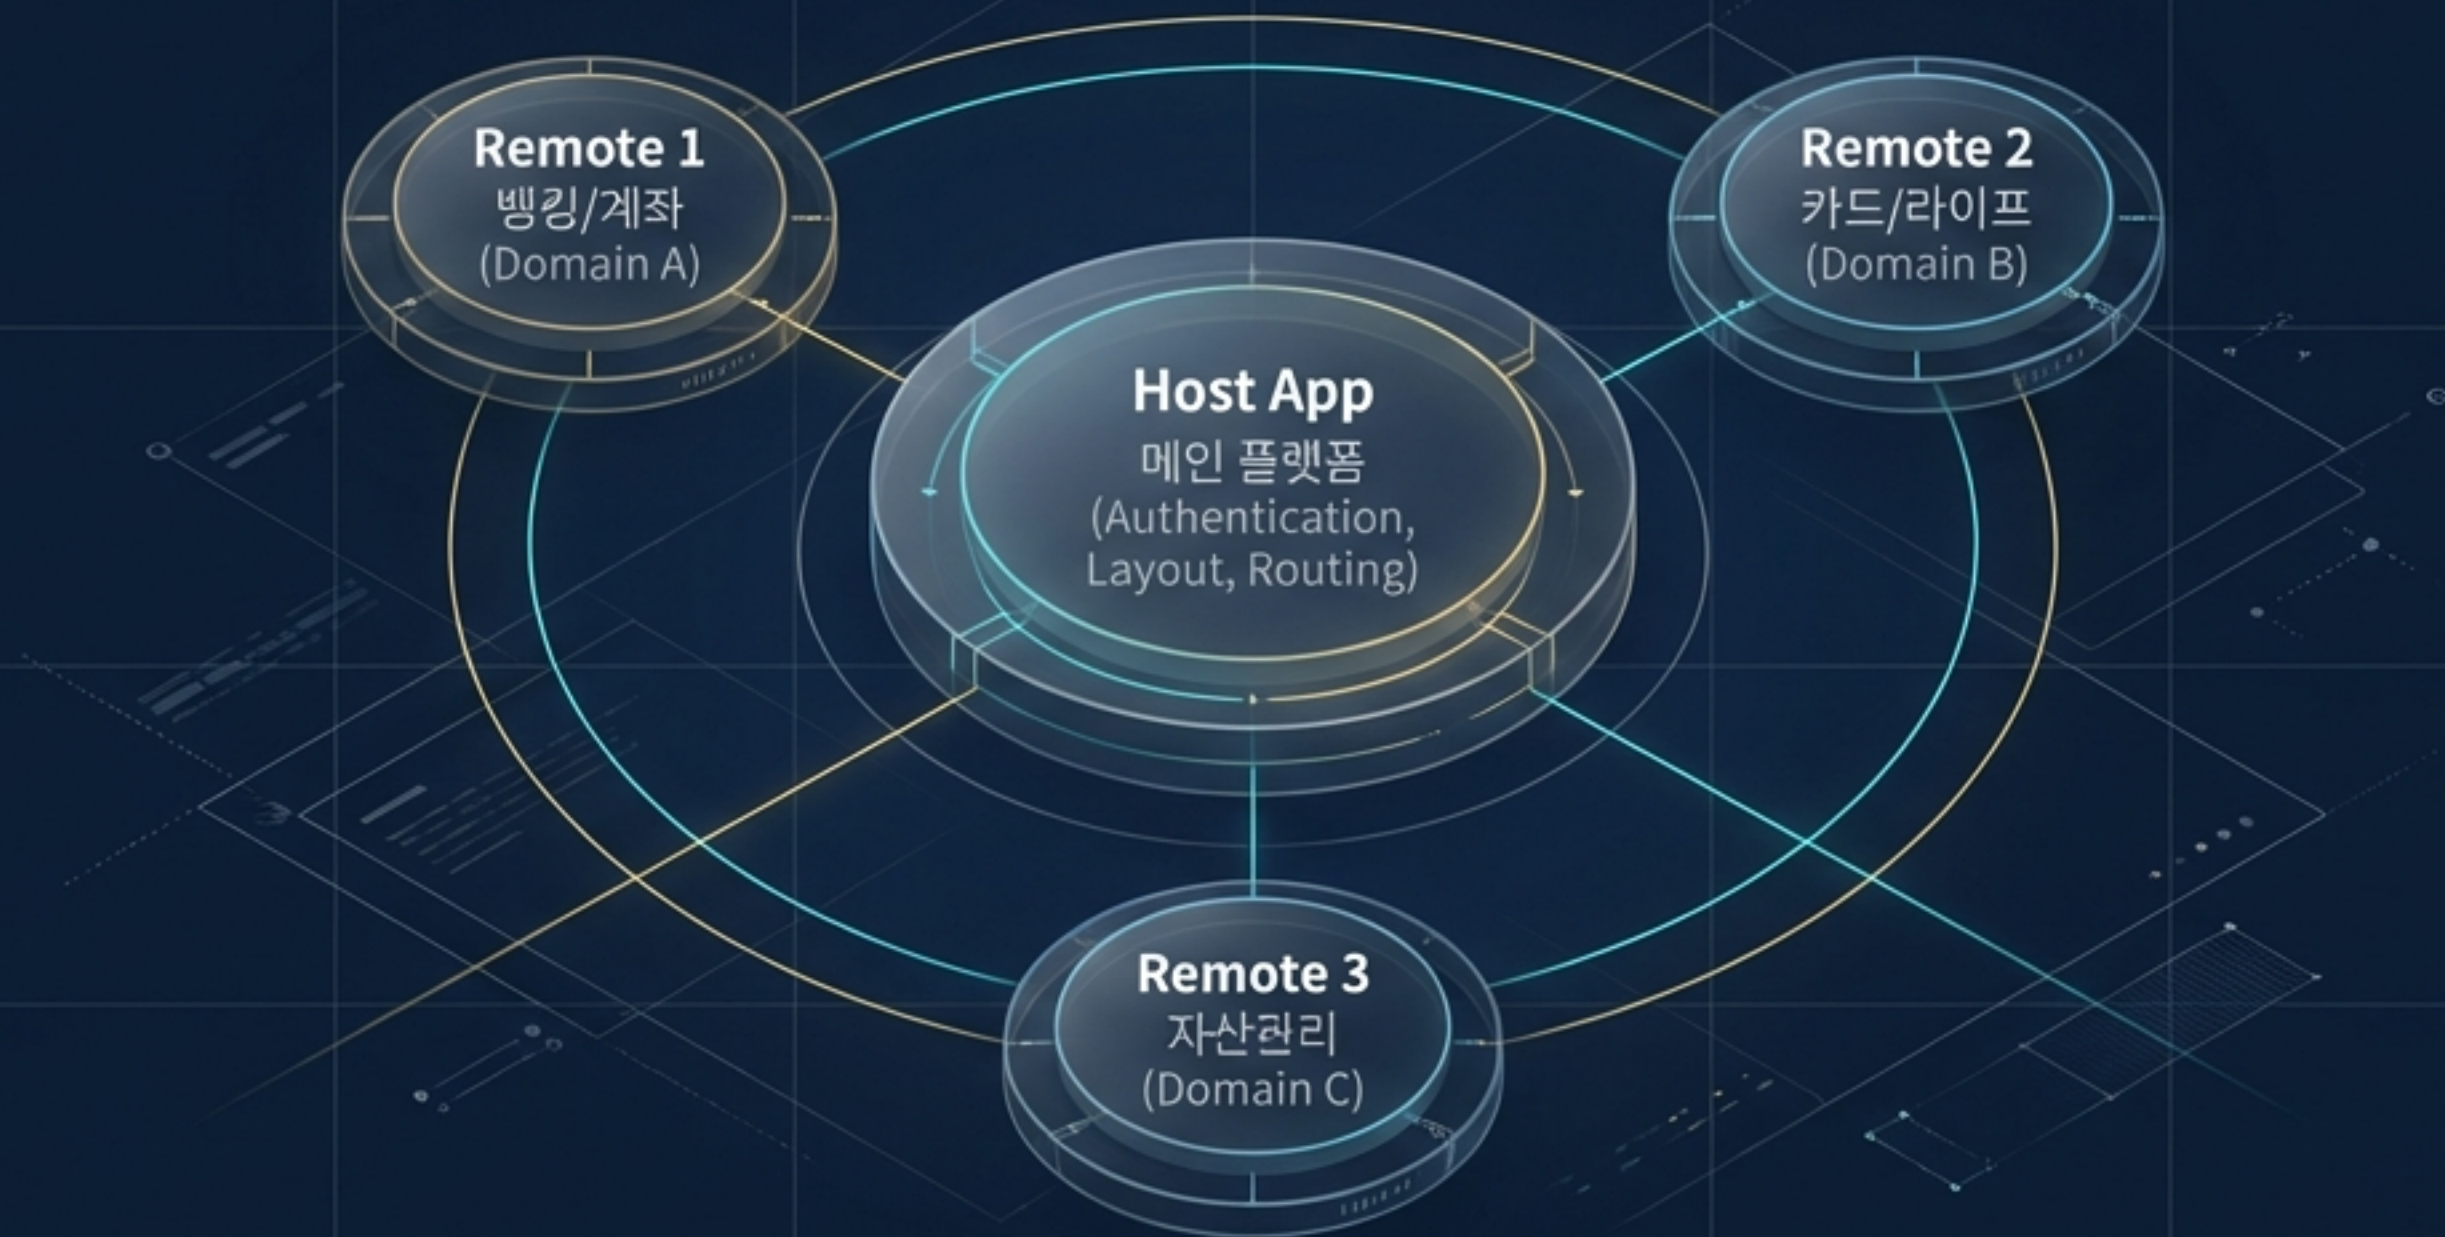 Remote 1
뱅킹/계좌
(Domain A)
Remote 2
카드/라이프
(Domain B)
Host App
메인 플랫폼
(Authentication,
Layout, Routing)
Remote 3
자산관리
(Domain C)